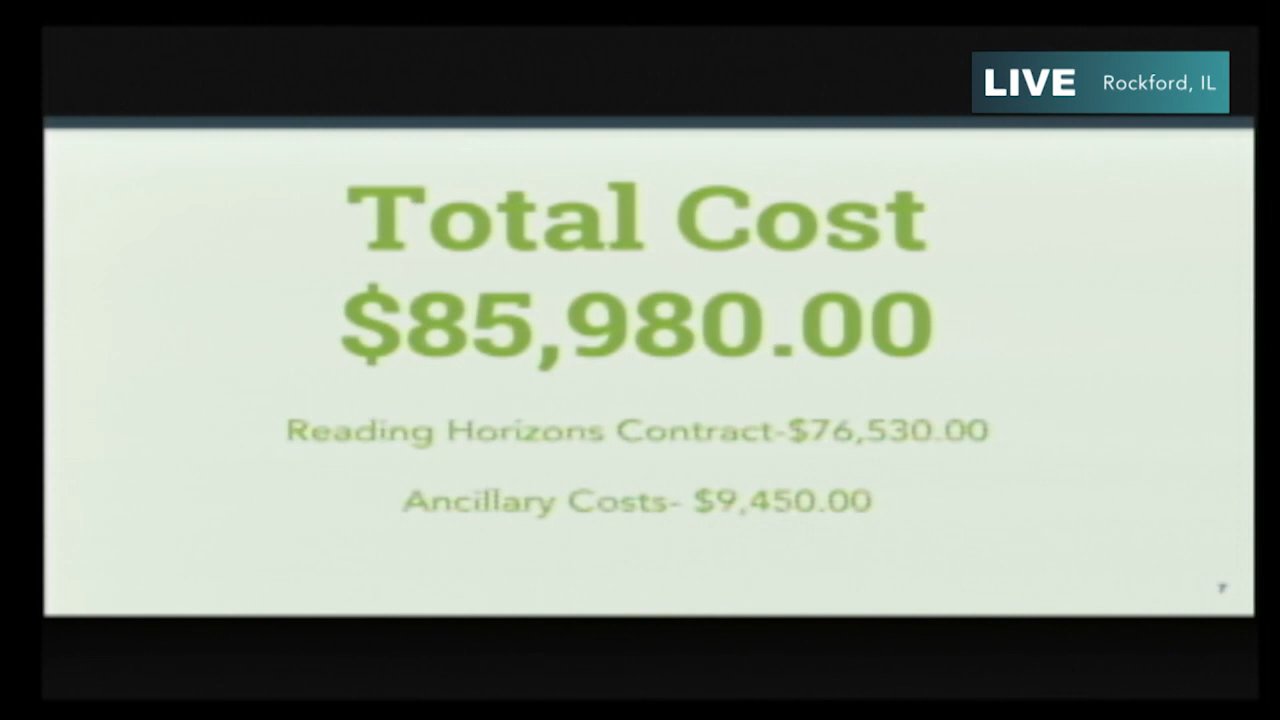 LIVE Rockford, IL
Total Cost
$85,980.00
Reading Horizons Contract-$76,530.00
Ancillary Costs- $9,450.00
7